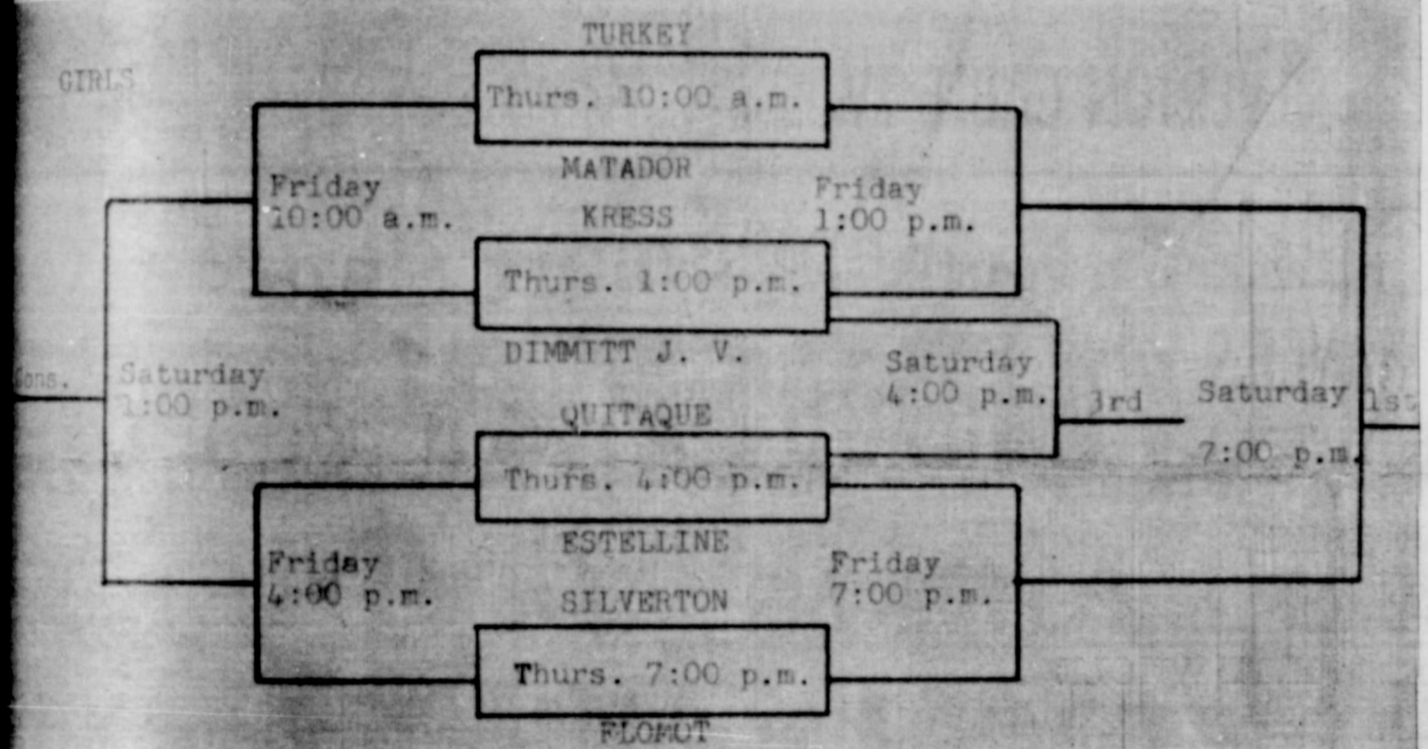 GIRLS
TURKEY
Thurs. 10:00 a.m.
MATADOR
Friday
10:00 a.m.
KRESS
Friday
1:00 p.m.
Thurs. 1:00 p.m.
DIMMITT J. V.
Cons.
Saturday
1:00 p.m.
Saturday
4:00 p.m.
3rd
Saturday
7:00 p.m.
1st
QUITAQUE
Thurs. 4:00 p.m.
ESTELLINE
Friday
4:00 p.m.
SILVERTON
Friday
7:00 p.m.
Thurs. 7:00 p.m.
FLOMOT